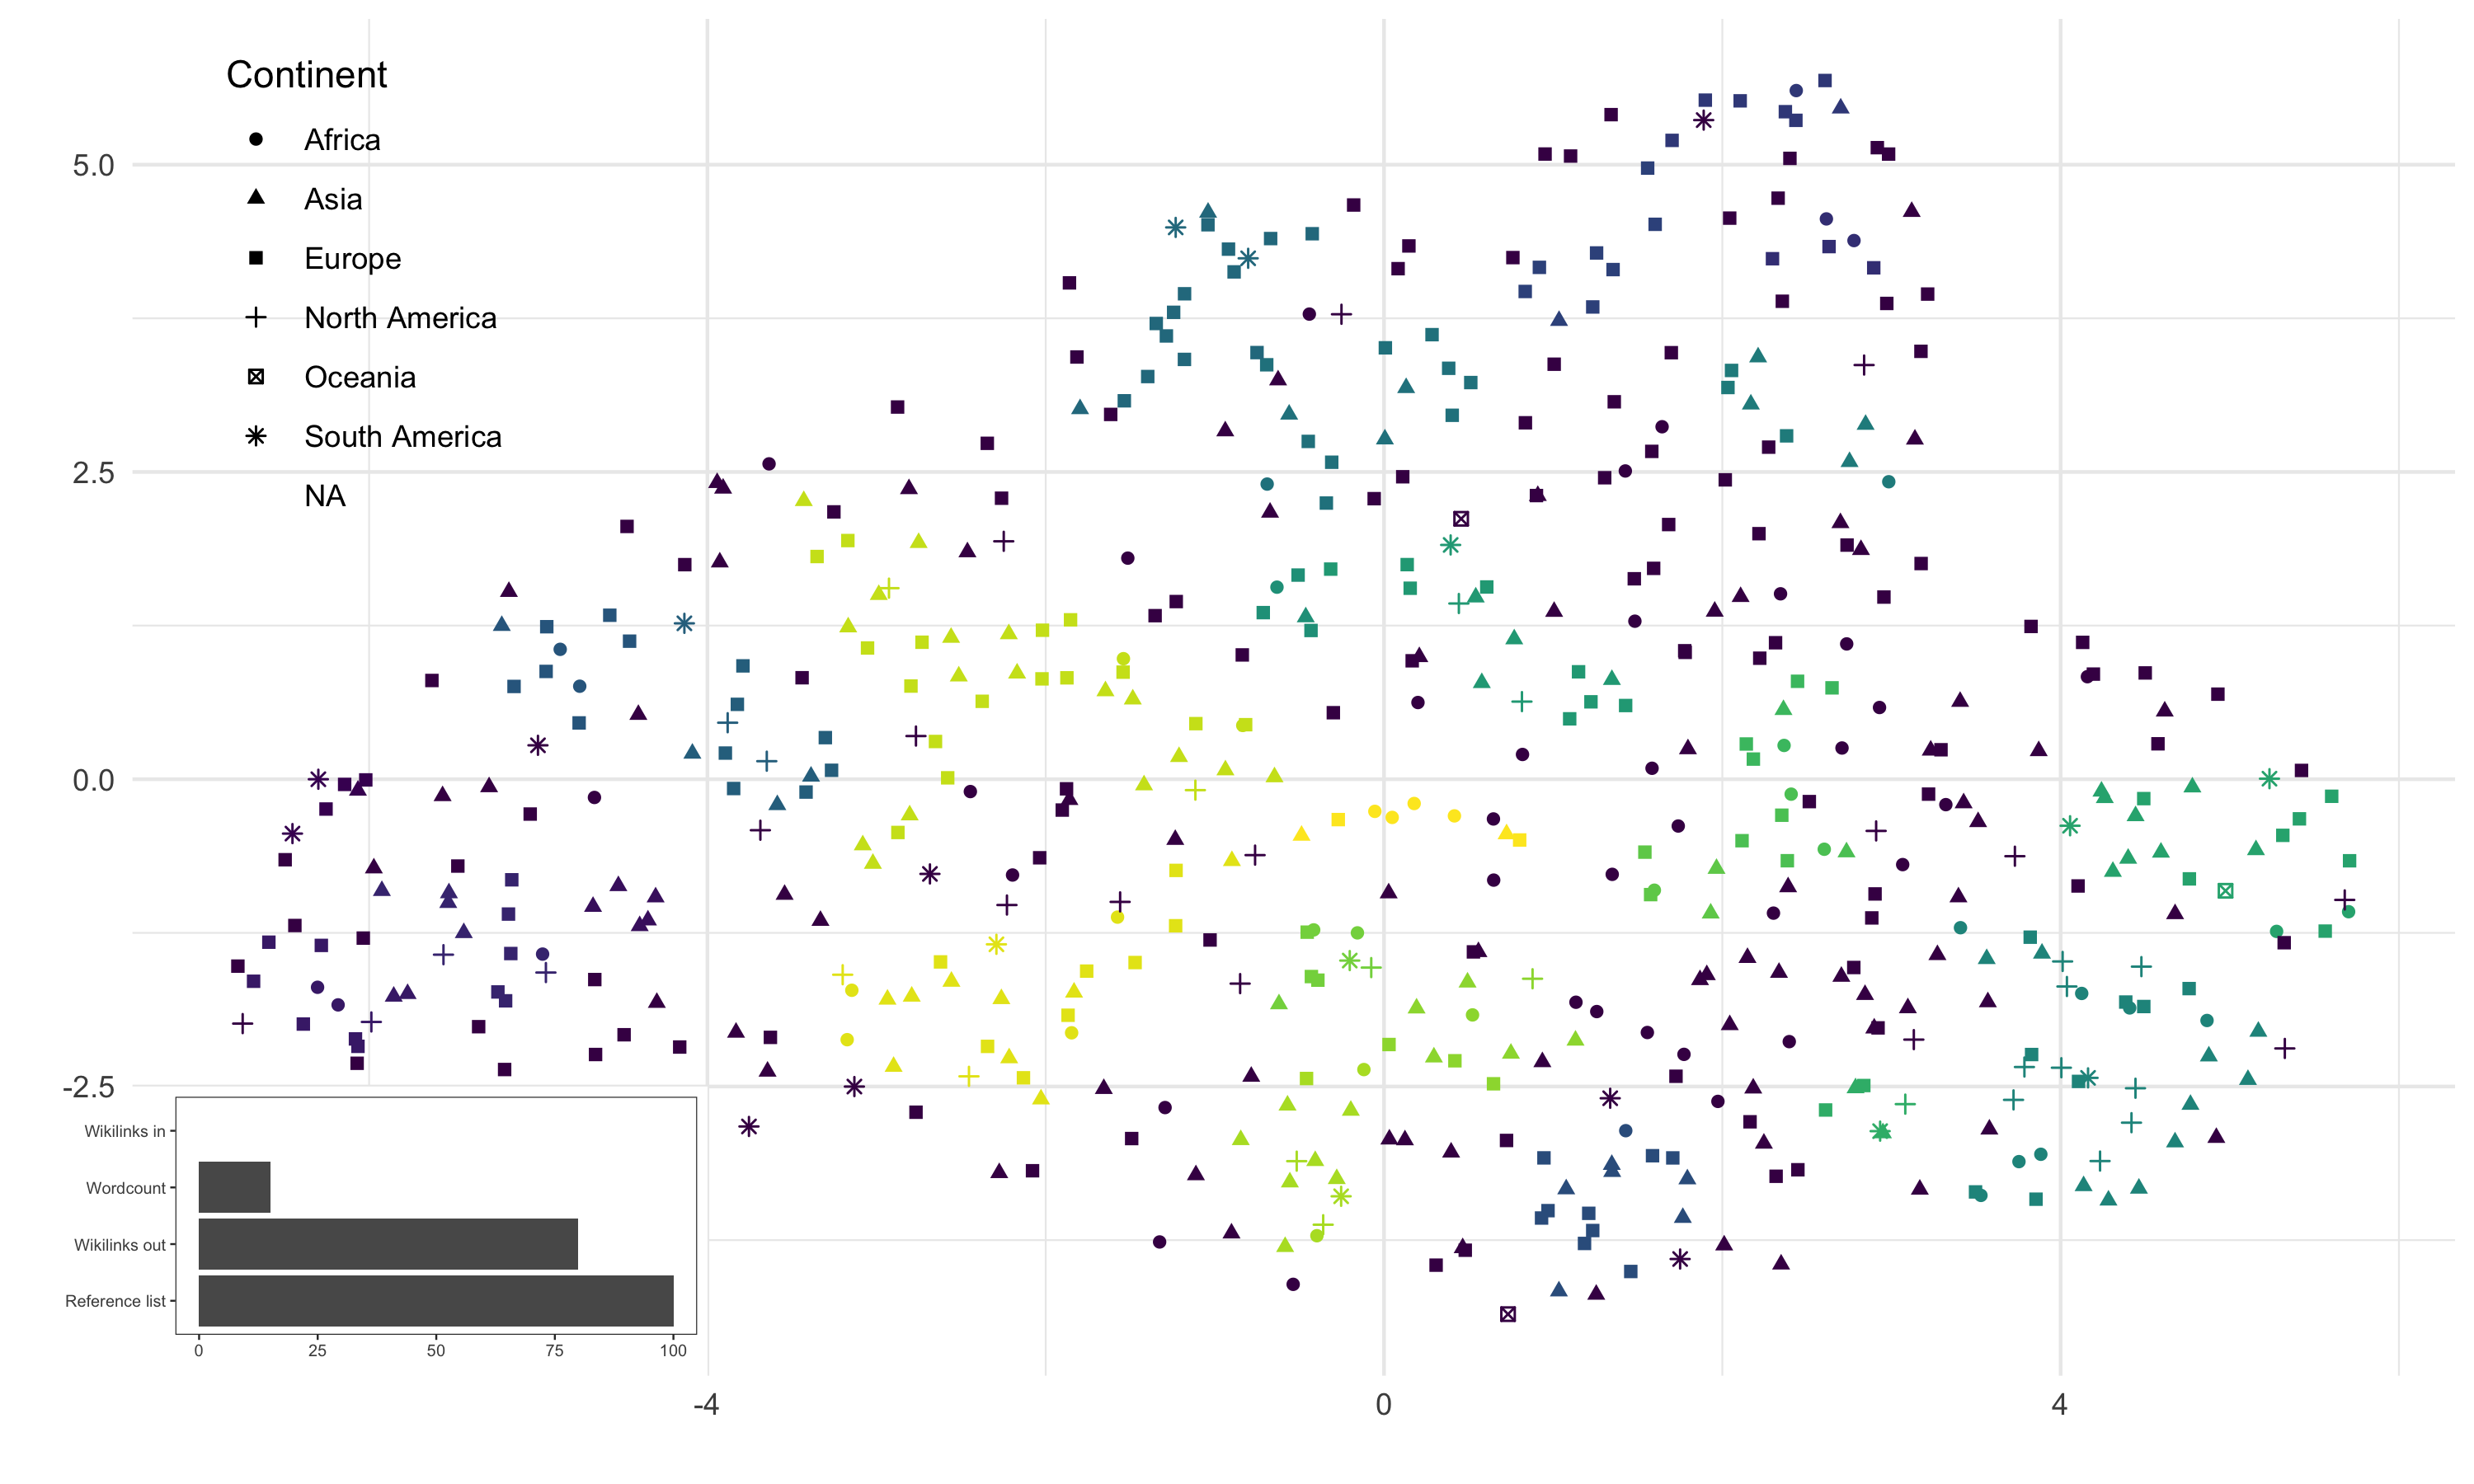 Continent
Africa
Asia
Europe
North America
Oceania
South America
NA
5.0
2.5
0.0
-2.5
Wikilinks in
Wordcount
Wikilinks out
Reference list
0 25 50 75 100
-4 0 4